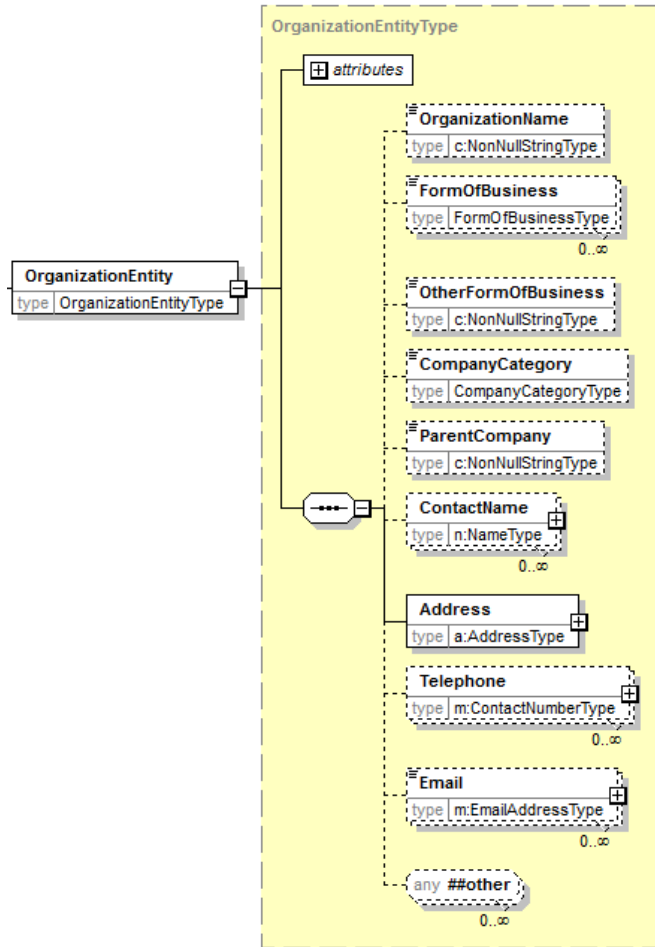 OrganizationEntityType
attributes
OrganizationName
type c:NonNullStringType
FormOfBusiness
type FormOfBusinessType
0..∞
OrganizationEntity
type OrganizationEntityType
OtherFormOfBusiness
type c:NonNullStringType
CompanyCategory
type CompanyCategoryType
ParentCompany
type c:NonNullStringType
ContactName
type n:NameType
0..∞
Address
type a:AddressType
Telephone
type m:ContactNumberType
0..∞
Email
type m:EmailAddressType
0..∞
any ##other
0..∞